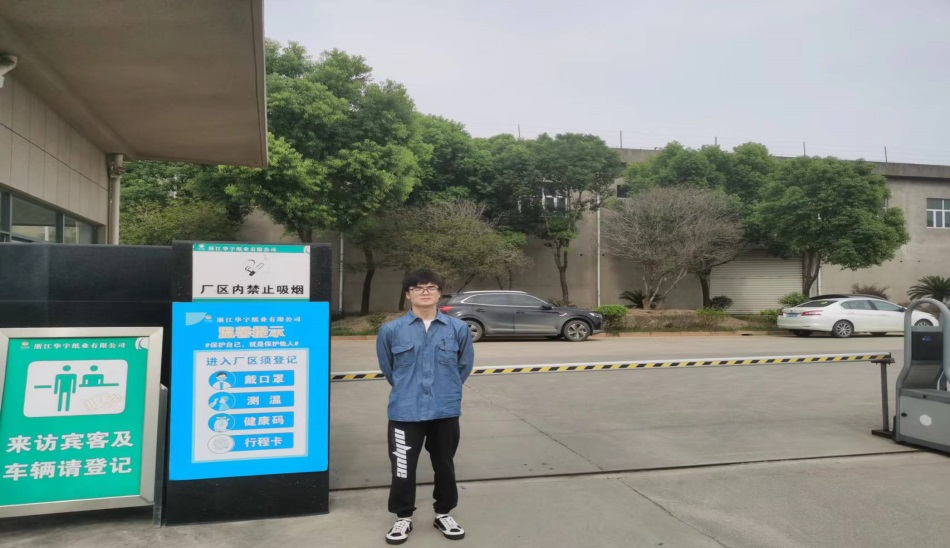 浙江华宇纸业有限公司
厂区内禁止吸烟
浙江华宇纸业有限公司
温馨提示
#保护自己,就是保护他人#
进入厂区须登记
戴口罩
测温
健康码
行程卡
浙江华宇纸业有限公司
来访宾客及
车辆请登记